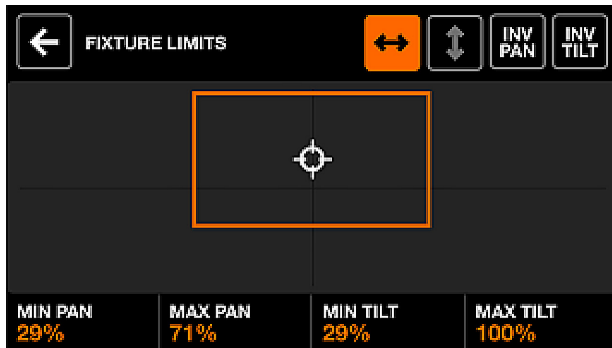 FIXTURE LIMITS
INV
PAN
INV
TILT
MIN PAN
29%
MAX PAN
71%
MIN TILT
29%
MAX TILT
100%